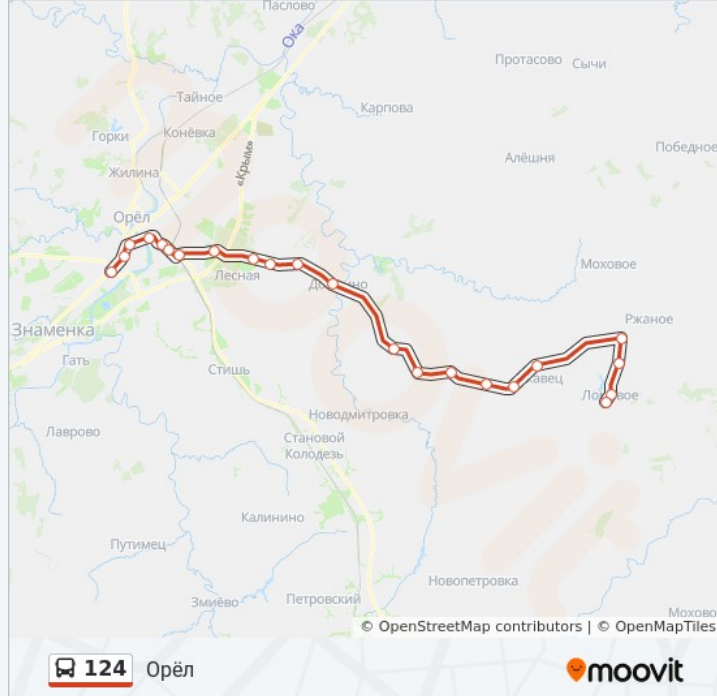 Паслово
Ока
Протасово
Сычи
Тайное
Карпова
Горки
Конёвка
«Крым»
Победное
Алёшня
Жилина
Орёл
Лесная
Моховое
Знаменка
Ржаное
Гать
Стишь
Новодмитровка
Лаврово
Становой
Колодезь
Калинино
Путимец
Новопетровка
Змиёво
Петровский
Мохово
© OpenStreetMap contributors | © OpenMapTiles
124 Орёл
moovit